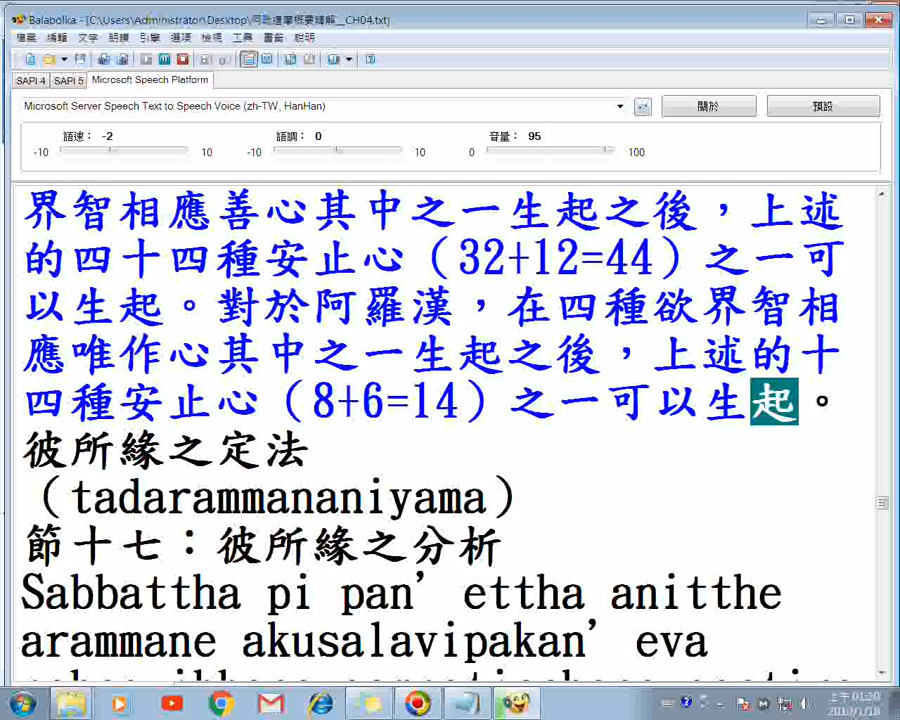 Balabolka - [C:\Users\Administrator\Desktop\阿毗達摩概要精解__CH04.txt]
檔案 編輯 文字 朗讀 引擎 選項 檢視 工具 書籤 說明
SAPI 4 SAPI 5 Microsoft Speech Platform
Microsoft Server Speech Text to Speech Voice (zh-TW, HanHan) 關於 預設
語速： -2 語調： 0 音量： 95
-10 10 -10 10 0 100
界智相應善心其中之一生起之後，上述
的四十四種安止心（32+12=44）之一可
以生起。對於阿羅漢，在四種欲界智相
應唯作心其中之一生起之後，上述的十
四種安止心（8+6=14）之一可以生起。
彼所緣之定法
（tadarammananiyama）
節十七：彼所緣之分析
Sabbattha pi pan’ ettha anitthe
arammane akusalavipakan’ eva
上午 01:20